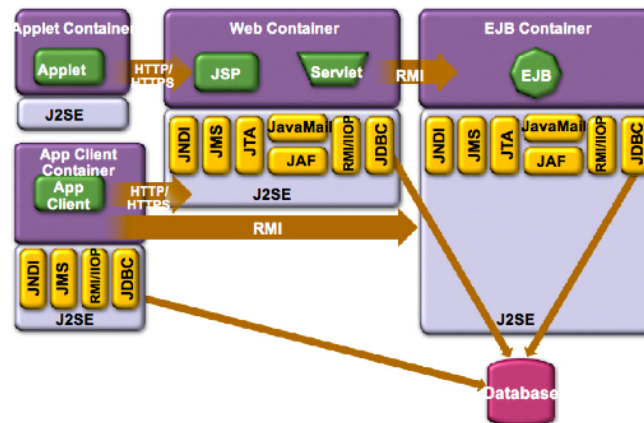 Applet Container
Applet
J2SE
HTTP/
HTTPS
Web Container
JSP
Servlet
JNDI
JMS
JTA
JavaMail
JAF
RMI/IIOP
JDBC
J2SE
RMI
EJB Container
EJB
JNDI
JMS
JTA
JavaMail
JAF
RMI/IIOP
JDBC
J2SE
App Client
Container
App
Client
HTTP/
HTTPS
RMI
JNDI
JMS
RMI/IIOP
JDBC
J2SE
Database